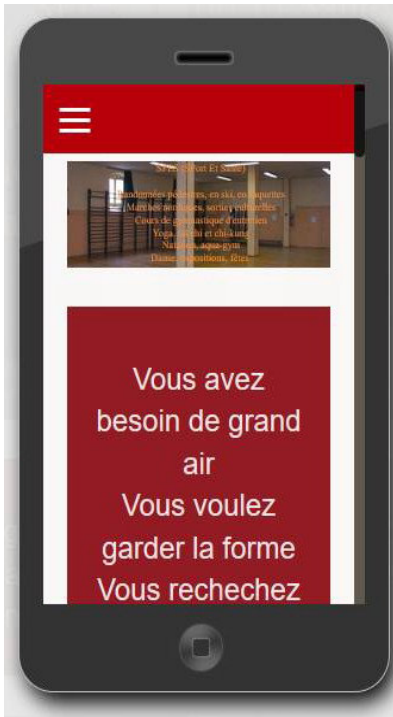 SPES (Sport Et Santé)
Randonnées pédestres, en ski, en raquettes
Marches nordiques, sorties culturelles
Cours de gymnastique d'entretien
Yoga, taï chi et chi-kung
Natation, aqua-gym
Danse, expositions, fêtes
Vous avez
besoin de grand
air
Vous voulez
garder la forme
Vous rechechez